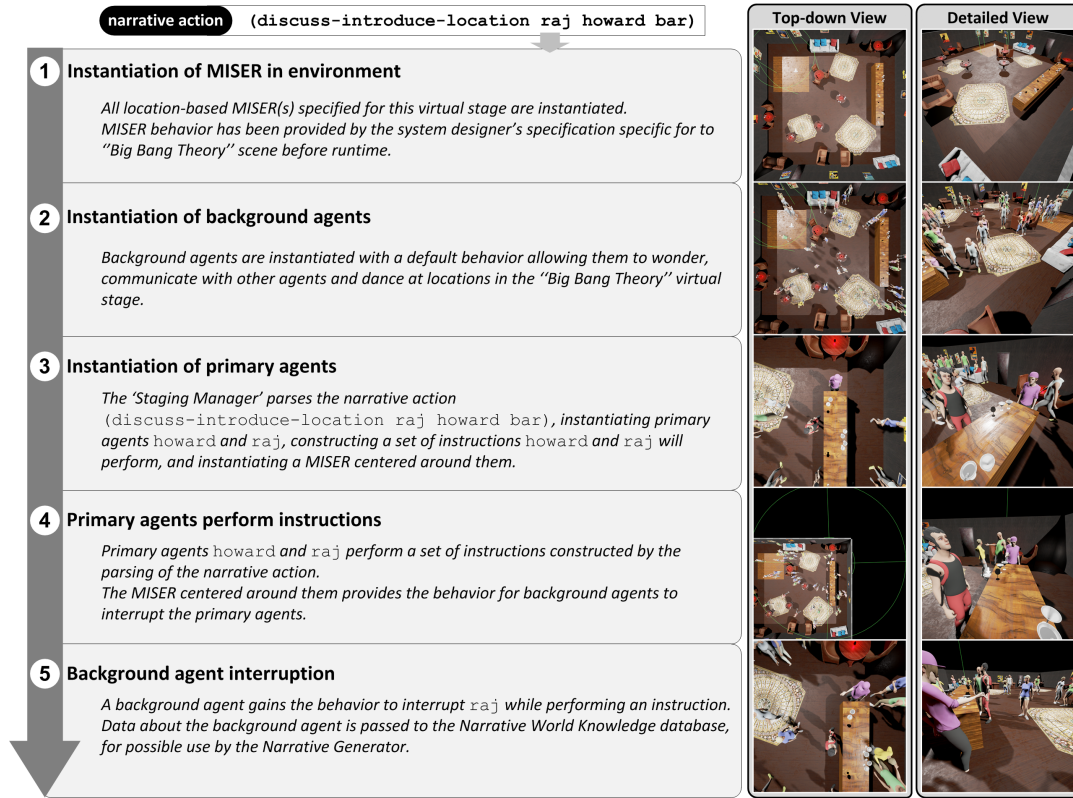 narrative action (discuss-introduce-location raj howard bar)
Top-down View
Detailed View
1 Instantiation of MISER in environment
All location-based MISER(s) specified for this virtual stage are instantiated.
MISER behavior has been provided by the system designer’s specification specific for to
‘‘Big Bang Theory’’ scene before runtime.
2 Instantiation of background agents
Background agents are instantiated with a default behavior allowing them to wonder,
communicate with other agents and dance at locations in the ‘‘Big Bang Theory’’ virtual
stage.
3 Instantiation of primary agents
The ‘Staging Manager’ parses the narrative action
(discuss-introduce-location raj howard bar), instantiating primary
agents howard and raj, constructing a set of instructions howard and raj will
perform, and instantiating a MISER centered around them.
4 Primary agents perform instructions
Primary agents howard and raj perform a set of instructions constructed by the
parsing of the narrative action.
The MISER centered around them provides the behavior for background agents to
interrupt the primary agents.
5 Background agent interruption
A background agent gains the behavior to interrupt raj while performing an instruction.
Data about the background agent is passed to the Narrative World Knowledge database,
for possible use by the Narrative Generator.